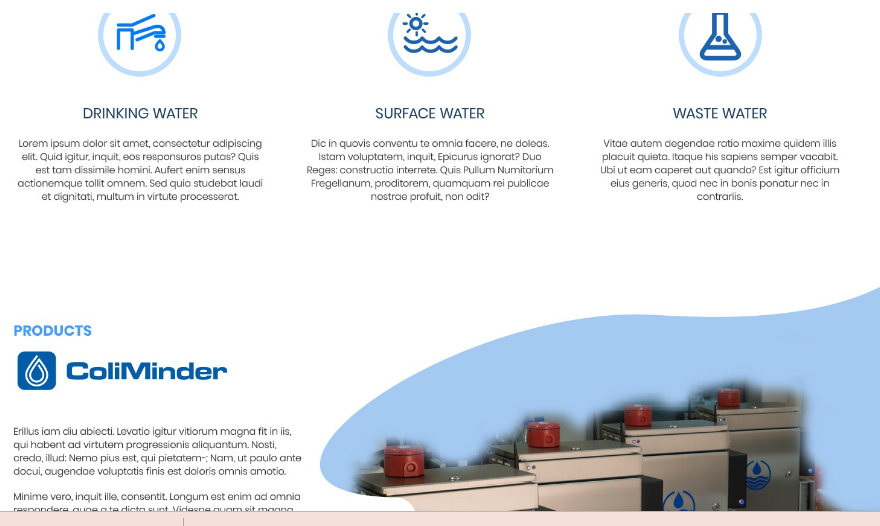 DRINKING WATER
Lorem ipsum dolor sit amet, consectetur adipiscing
elit. Quid igitur, inquit, eos responsuros putas? Quis
est tam dissimile homini. Aufert enim sensus
actionemque tollit omnem. Sed quia studebat laudi
et dignitati, multum in virtute processerat.
SURFACE WATER
Dic in quovis conventu te omnia facere, ne doleas.
Istam voluptatem, inquit, Epicurus ignorat? Duo
Reges: constructio interrete. Quis Pullum Numitorium
Fregellanum, proditorem, quamquam rei publicae
nostrae profuit, non odit?
WASTE WATER
Vitae autem degendae ratio maxime quidem illis
placuit quieta. Itaque his sapiens semper vacabit.
Ubi ut eam caperet aut quando? Est igitur officium
eius generis, quod nec in bonis ponatur nec in
contrariis.
PRODUCTS
ColiMinder
Erillus iam diu abiecti. Levatio igitur vitiorum magna fit in iis,
qui habent ad virtutem progressionis aliquantum. Nosti,
credo, illud: Nemo pius est, qui pietatem-; Nam, ut paulo ante
docui, augendae voluptatis finis est doloris omnis amotio.
Minime vero, inquit ille, consentit. Longum est enim ad omnia
respondere, quae a te dicta sunt. Videsne quam sit magna